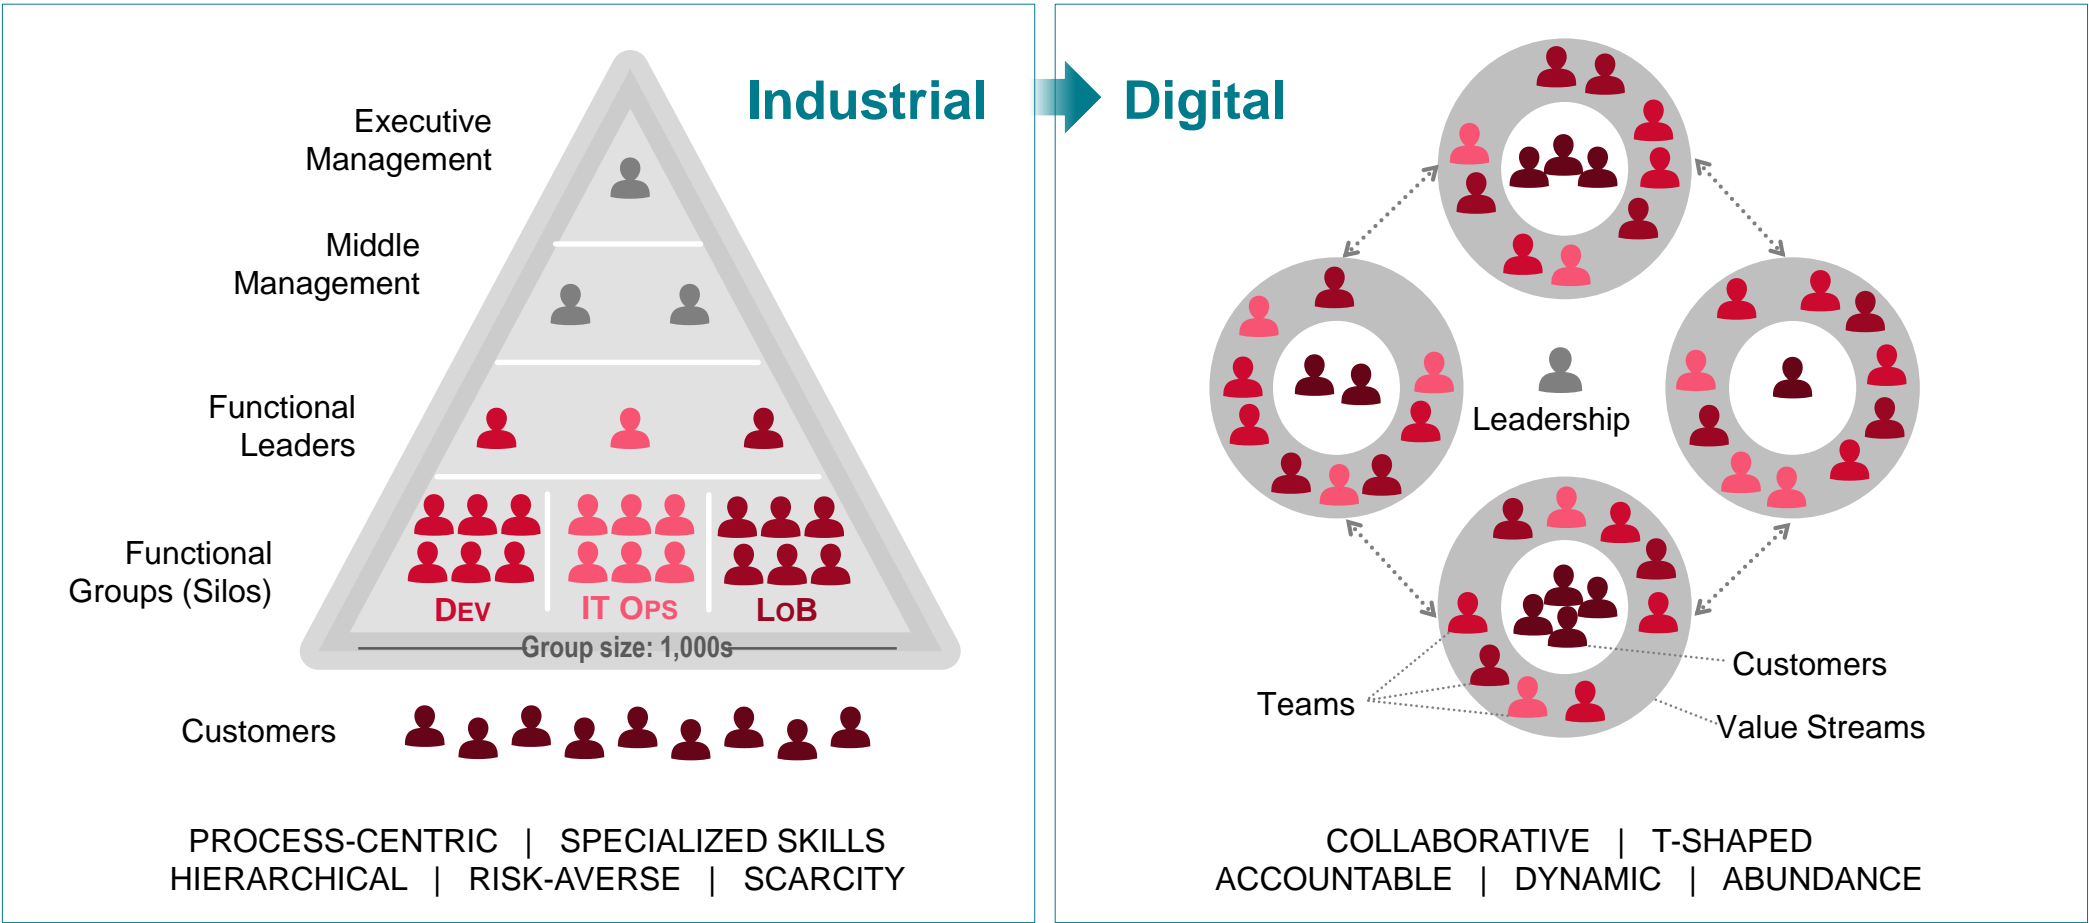 Industrial
Executive
Management
Middle
Management
Functional
Leaders
Functional
Groups (Silos)
DEV
IT OPS
LOB
Group size: 1,000s
Customers
PROCESS-CENTRIC | SPECIALIZED SKILLS
HIERARCHICAL | RISK-AVERSE | SCARCITY
Digital
Leadership
Customers
Teams
Value Streams
COLLABORATIVE | T-SHAPED
ACCOUNTABLE | DYNAMIC | ABUNDANCE